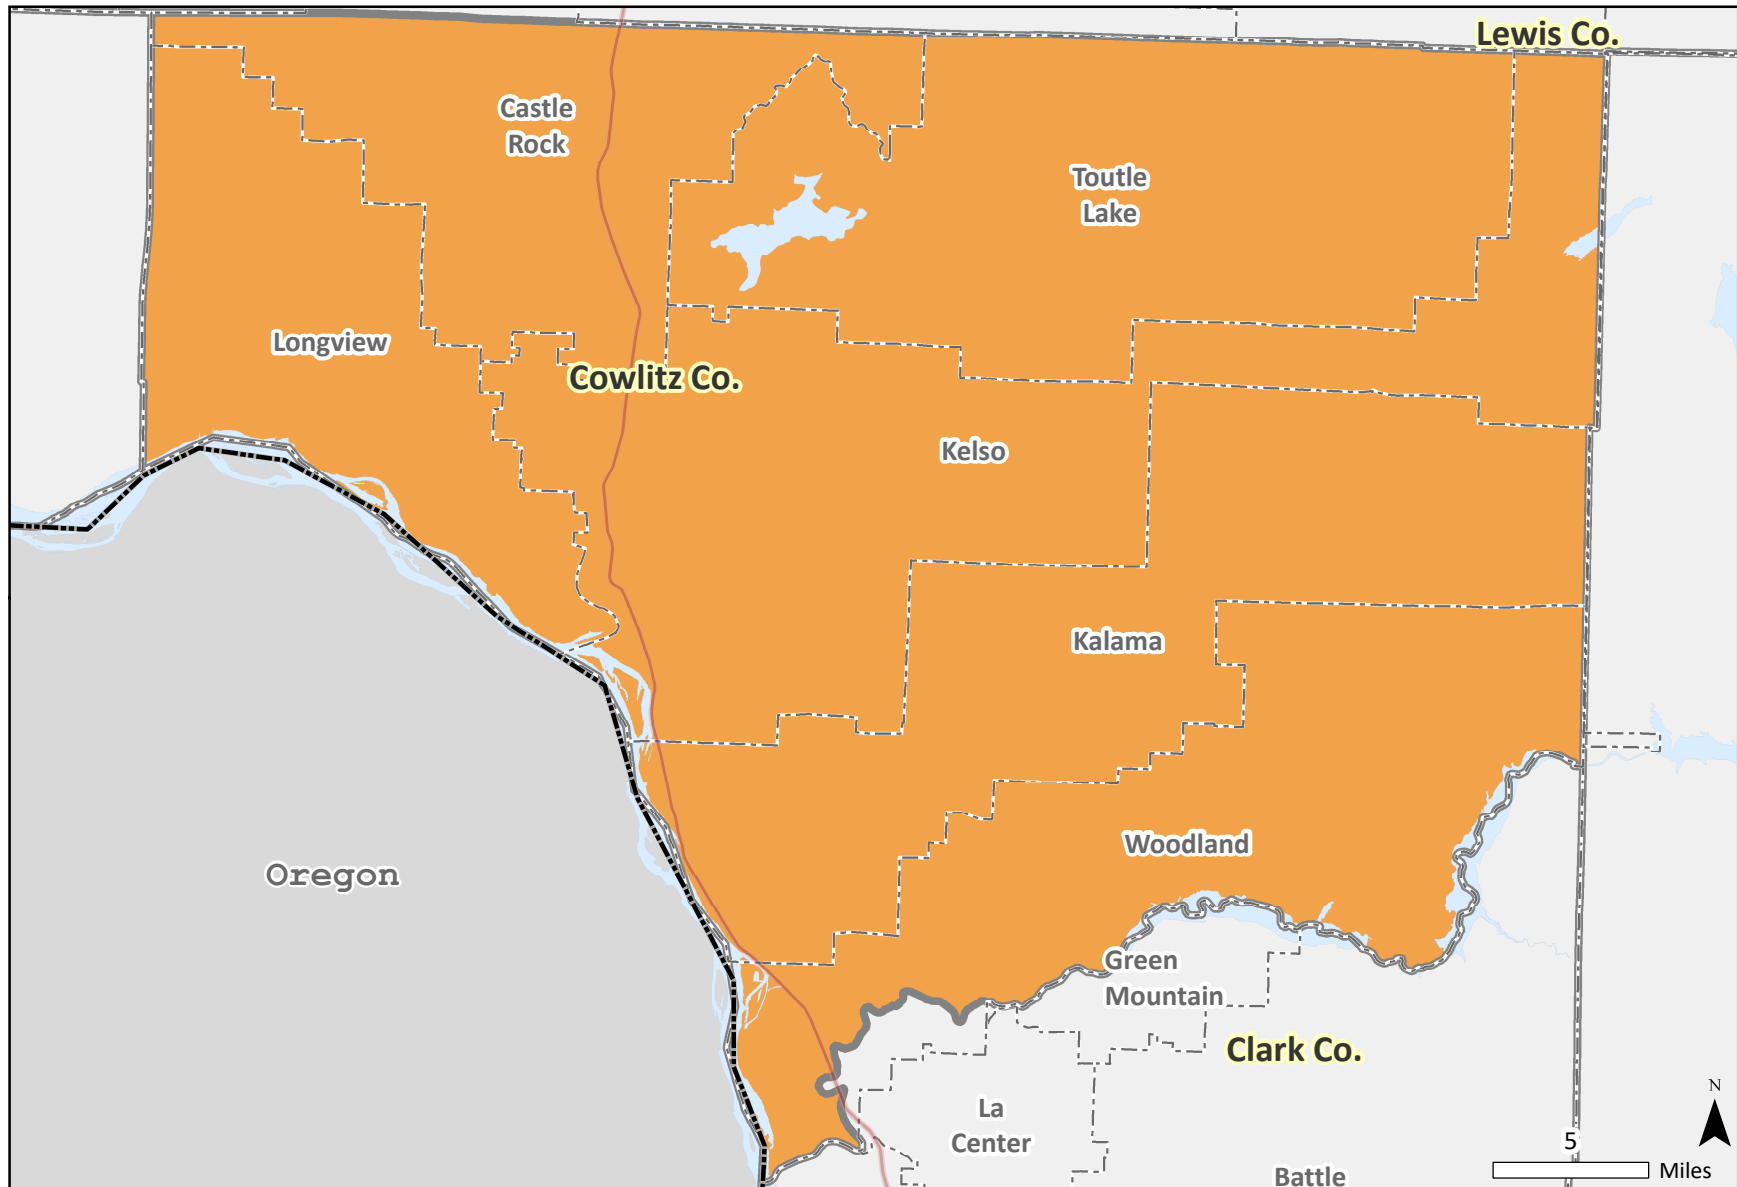 Lewis Co.
Castle
Rock
Toutle
Lake
Longview
Cowlitz Co.
Kelso
Kalama
Woodland
Oregon
Green
Mountain
Clark Co.
La
Center
Battle
N
5
Miles